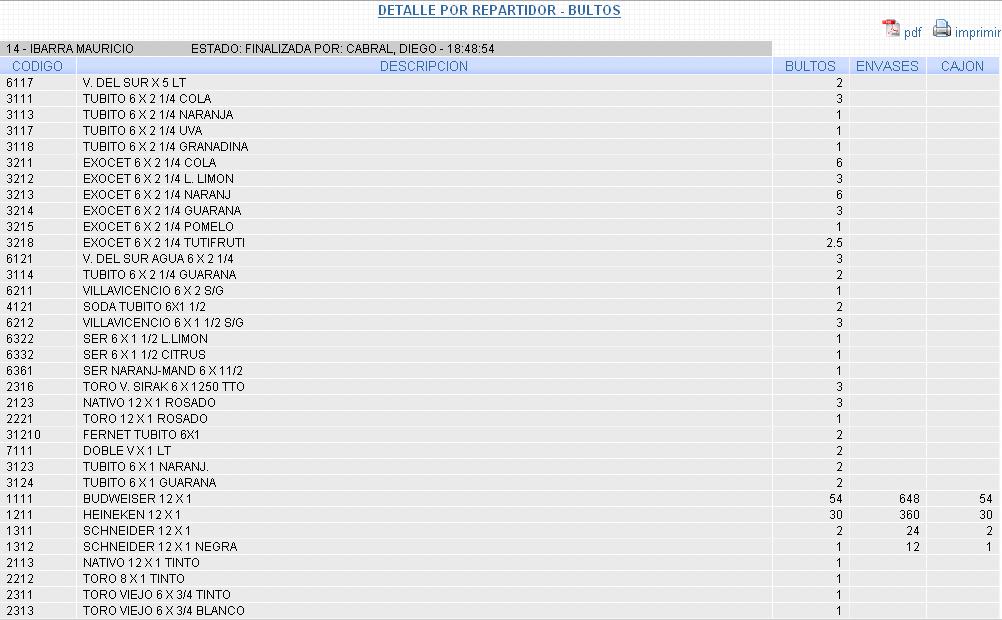 DETALLE POR REPARTIDOR - BULTOS
pdf imprimir
14 - IBARRA MAURICIO ESTADO: FINALIZADA POR: CABRAL, DIEGO - 18:48:54
CODIGO DESCRIPCION BULTOS ENVASES CAJON
6117 V. DEL SUR X 5 LT 2
3111 TUBITO 6 X 2 1/4 COLA 3
3113 TUBITO 6 X 2 1/4 NARANJA 1
3117 TUBITO 6 X 2 1/4 UVA 1
3118 TUBITO 6 X 2 1/4 GRANADINA 1
3211 EXOCET 6 X 2 1/4 COLA 6
3212 EXOCET 6 X 2 1/4 L. LIMON 3
3213 EXOCET 6 X 2 1/4 NARANJ 6
3214 EXOCET 6 X 2 1/4 GUARANA 3
3215 EXOCET 6 X 2 1/4 POMELO 1
3218 EXOCET 6 X 2 1/4 TUTIFRUTI 2.5
6121 V. DEL SUR AGUA 6 X 2 1/4 3
3114 TUBITO 6 X 2 1/4 GUARANA 2
6211 VILLAVICENCIO 6 X 2 S/G 1
4121 SODA TUBITO 6X1 1/2 2
6212 VILLAVICENCIO 6 X 1 1/2 S/G 3
6322 SER 6 X 1 1/2 L.LIMON 1
6332 SER 6 X 1 1/2 CITRUS 1
6361 SER NARANJ-MAND 6 X 11/2 1
2316 TORO V. SIRAK 6 X 1250 TTO 3
2123 NATIVO 12 X 1 ROSADO 3
2221 TORO 12 X 1 ROSADO 1
31210 FERNET TUBITO 6X1 2
7111 DOBLE V X 1 LT 2
3123 TUBITO 6 X 1 NARANJ. 2
3124 TUBITO 6 X 1 GUARANA 2
1111 BUDWEISER 12 X 1 54 648 54
1211 HEINEKEN 12 X 1 30 360 30
1311 SCHNEIDER 12 X 1 2 24 2
1312 SCHNEIDER 12 X 1 NEGRA 1 12 1
2113 NATIVO 12 X 1 TINTO 1
2212 TORO 8 X 1 TINTO 1
2311 TORO VIEJO 6 X 3/4 TINTO 1
2313 TORO VIEJO 6 X 3/4 BLANCO 1